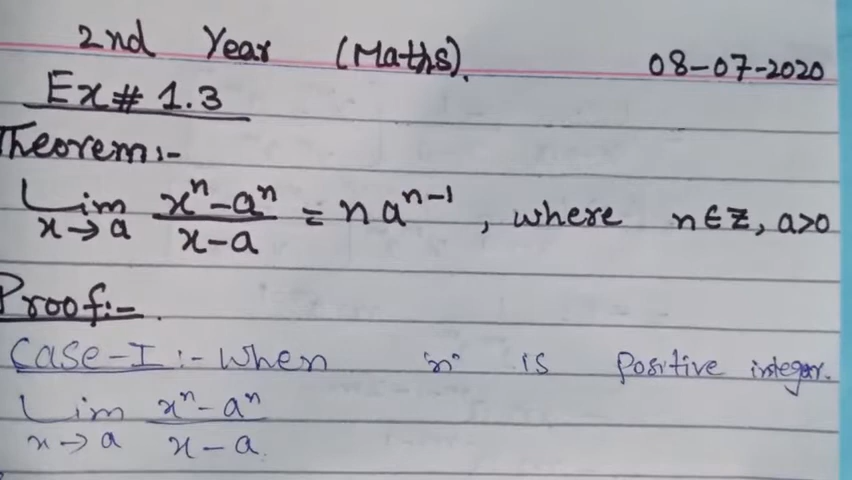 2nd Year (Maths). 08-07-2020
Ex# 1.3
Theorem:-
Lim x→a (xⁿ-aⁿ)/(x-a) = n aⁿ⁻¹, where n∈Z, a>0
Proof:-
Case-I:- When 'n' is positive integer.
Lim x→a (xⁿ-aⁿ)/(x-a)